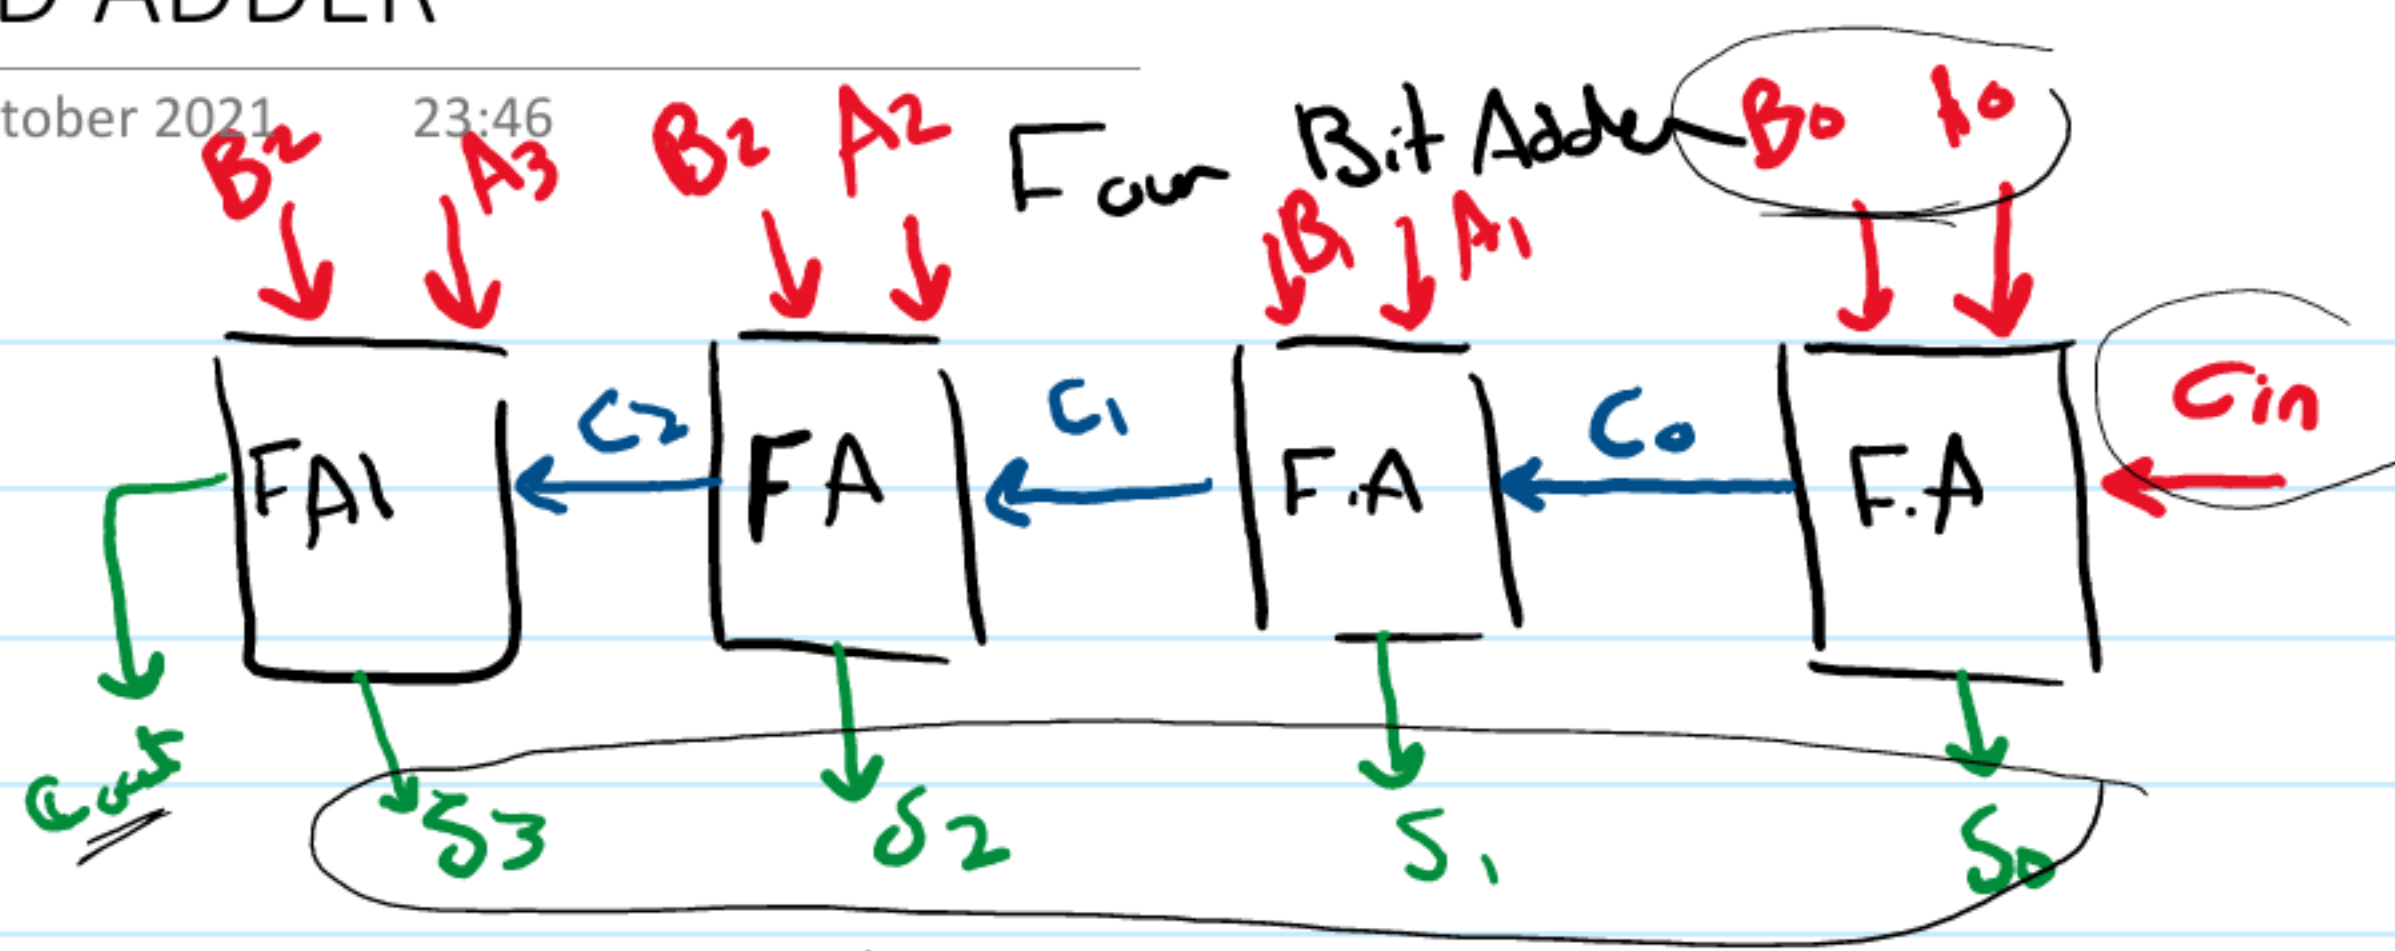 D ADDER
tober 2021 23:46
B2 A3 B2 A2 Four Bit Adder B0 A0
B1 A1
C2 C1 C0 Cin
FA1 FA F.A F.A
Cout S3 S2 S1 S0